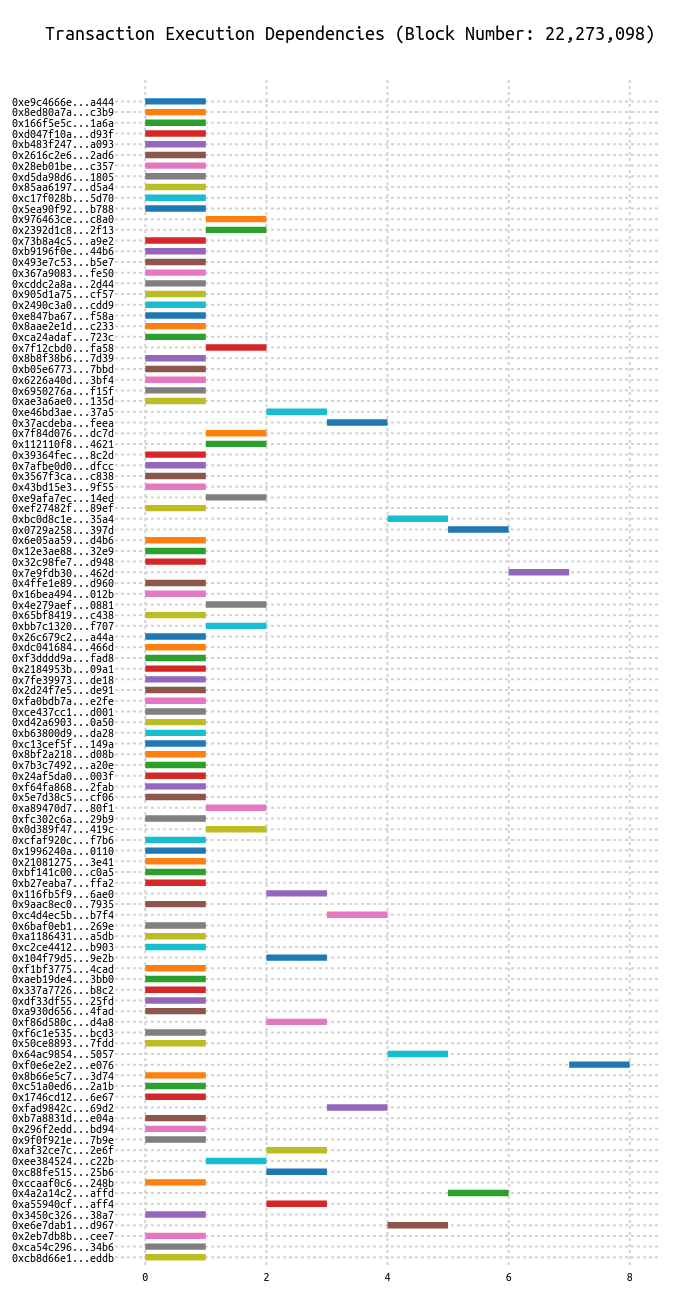 Transaction Execution Dependencies (Block Number: 22,273,098)
0xe9c4666e...a444
0x8ed80a7a...c3b9
0x166f5e5c...1a6a
0xd047f10a...d93f
0xb483f247...a093
0x2616c2e6...2ad6
0x28eb01be...c357
0xd5da98d6...1805
0x85aa6197...d5a4
0xc17f028b...5d70
0x5ea90f92...b788
0x976463ce...c8a0
0x2392d1c8...2f13
0x73b8a4c5...a9e2
0xb9196f0e...44b6
0x493e7c53...b5e7
0x367a9083...fe50
0xcddc2a8a...2d44
0x905d1a75...cf57
0x2490c3a0...cdd9
0xe847ba67...f58a
0x8aae2e1d...c233
0xca24adaf...723c
0x7f12cbd0...fa58
0x8b8f38b6...7d39
0xb05e6773...7bbd
0x6226a40d...3bf4
0x6950276a...f15f
0xae3a6ae0...135d
0xe46bd3ae...37a5
0x37acdeba...feea
0x7f84d076...dc7d
0x112110f8...4621
0x39364fec...8c2d
0x7afbe0d0...dfcc
0x3567f3ca...c838
0x43bd15e3...9f55
0xe9afa7ec...14ed
0xef27482f...89ef
0xbc0d8c1e...35a4
0x0729a258...397d
0x6e05aa59...d4b6
0x12e3ae88...32e9
0x32c98fe7...d948
0x7e9fdb30...462d
0x4ffe1e89...d960
0x16bea494...012b
0x4e279aef...0881
0x65bf8419...c438
0xbb7c1320...f707
0x26c679c2...a44a
0xdc041684...466d
0xf3dddd9a...fad8
0x2184953b...09a1
0x7fe39973...de18
0x2d24f7e5...de91
0xfa0bdb7a...e2fe
0xce437cc1...d001
0xd42a6903...0a50
0xb63800d9...da28
0xc13cef5f...149a
0x8bf2a218...d08b
0x7b3c7492...a20e
0x24af5da0...003f
0xf64fa868...2fab
0x5e7d38c5...cf06
0xa89470d7...80f1
0xfc302c6a...29b9
0x0d389f47...419c
0xcfaf920c...f7b6
0x1996240a...0110
0x21081275...3e41
0xbf141c00...c0a5
0xb27eaba7...ffa2
0x116fb5f9...6ae0
0x9aac8ec0...7935
0xc4d4ec5b...b7f4
0x6baf0eb1...269e
0xa1186431...a5db
0xc2ce4412...b903
0x104f79d5...9e2b
0xf1bf3775...4cad
0xaeb19de4...3bb0
0x337a7726...b8c2
0xdf33df55...25fd
0xa930d656...4fad
0xf86d580c...d4a8
0xf6c1e535...bcd3
0x50ce8893...7fdd
0x64ac9854...5057
0xf0e6e2e2...e076
0x8b66e5c7...3d74
0xc51a0ed6...2a1b
0x1746cd12...6e67
0xfad9842c...69d2
0xb7a8831d...e04a
0x296f2edd...bd94
0x9f0f921e...7b9e
0xaf32ce7c...2e6f
0xee384524...c22b
0xc88fe515...25b6
0xccaaf0c6...248b
0x4a2a14c2...affd
0xa55940cf...aff4
0x3450c326...38a7
0xe6e7dab1...d967
0x2eb7db8b...cee7
0xca54c296...34b6
0xcb8d66e1...eddb
0 2 4 6 8